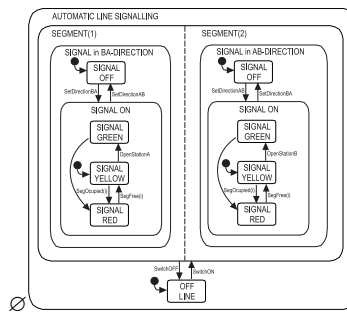 AUTOMATIC LINE SIGNALLING
SEGMENT(1)
SIGNAL in BA-DIRECTION
SIGNAL
OFF
SetDirectionBA
SetDirectionAB
SIGNAL ON
SIGNAL
GREEN
OpenStationA
SIGNAL
YELLOW
SegOcupied(i)
SegFree(i)
SIGNAL
RED
SEGMENT(2)
SIGNAL in AB-DIRECTION
SIGNAL
OFF
SetDirectionAB
SetDirectionBA
SIGNAL ON
SIGNAL
GREEN
OpenStationB
SIGNAL
YELLOW
SegOcupied(i)
SegFree(i)
SIGNAL
RED
SwitchOFF
SwitchON
OFF
LINE
∅